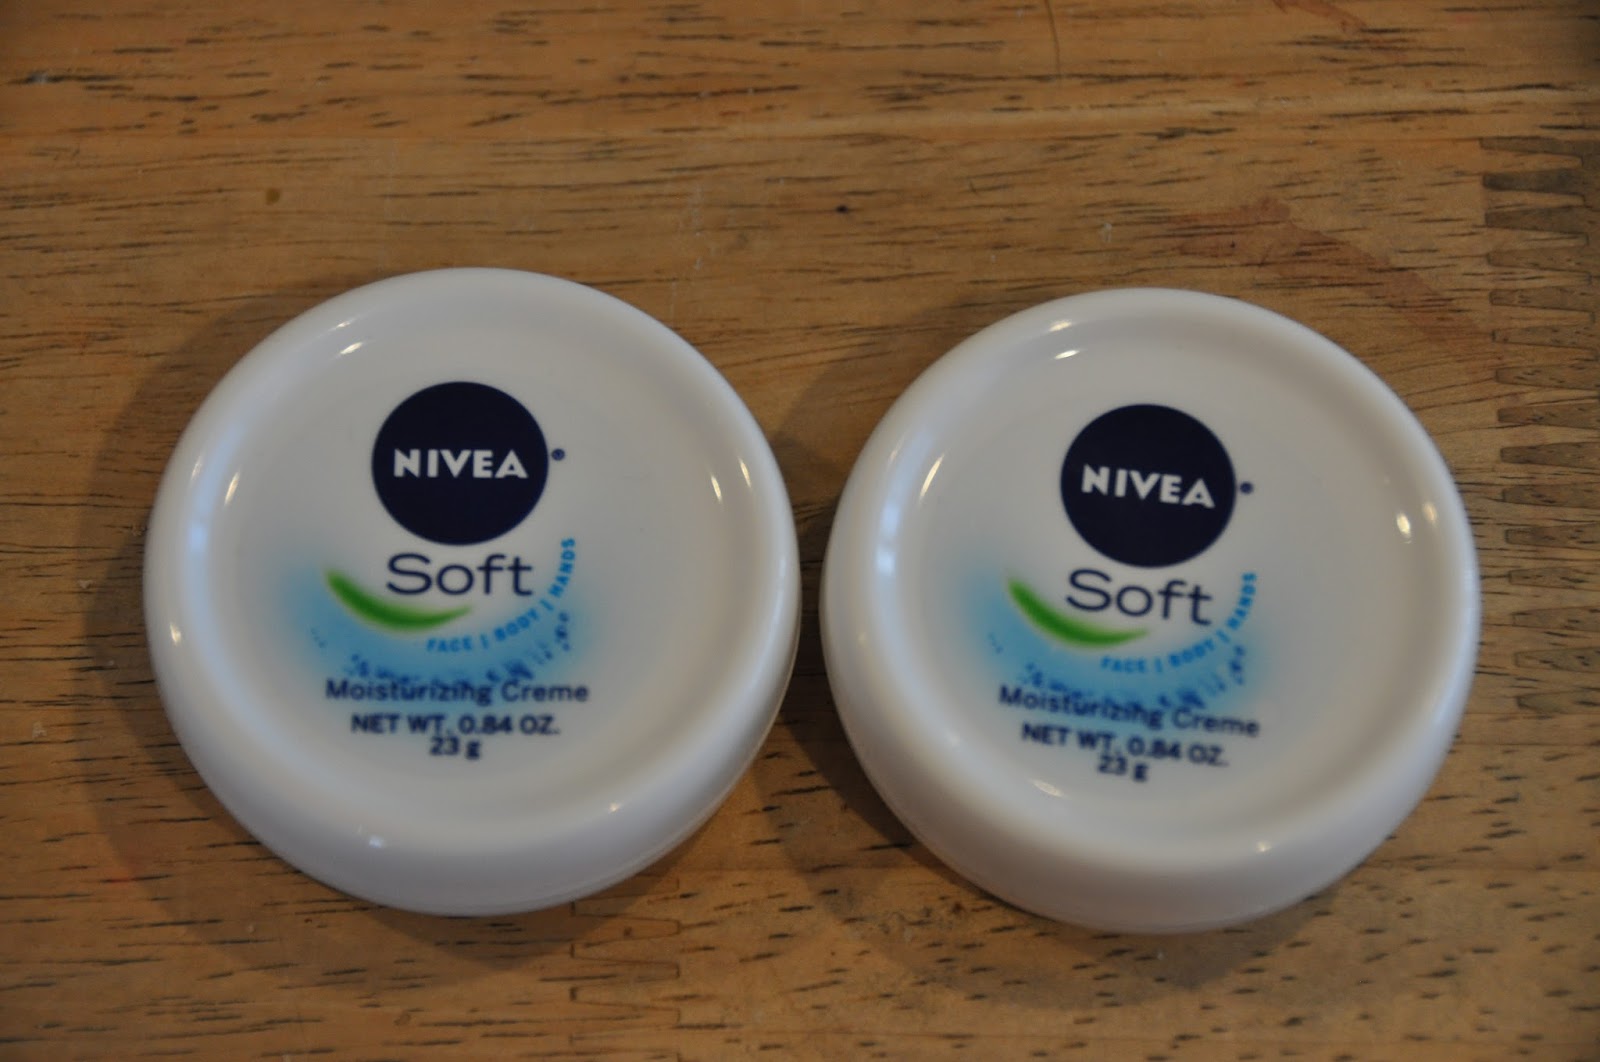 NIVEA®
Soft
FACE | BODY | HANDS
Moisturizing Creme
NET WT. 0.84 OZ.
23 g
NIVEA®
Soft
FACE | BODY | HANDS
Moisturizing Creme
NET WT. 0.84 OZ.
23 g